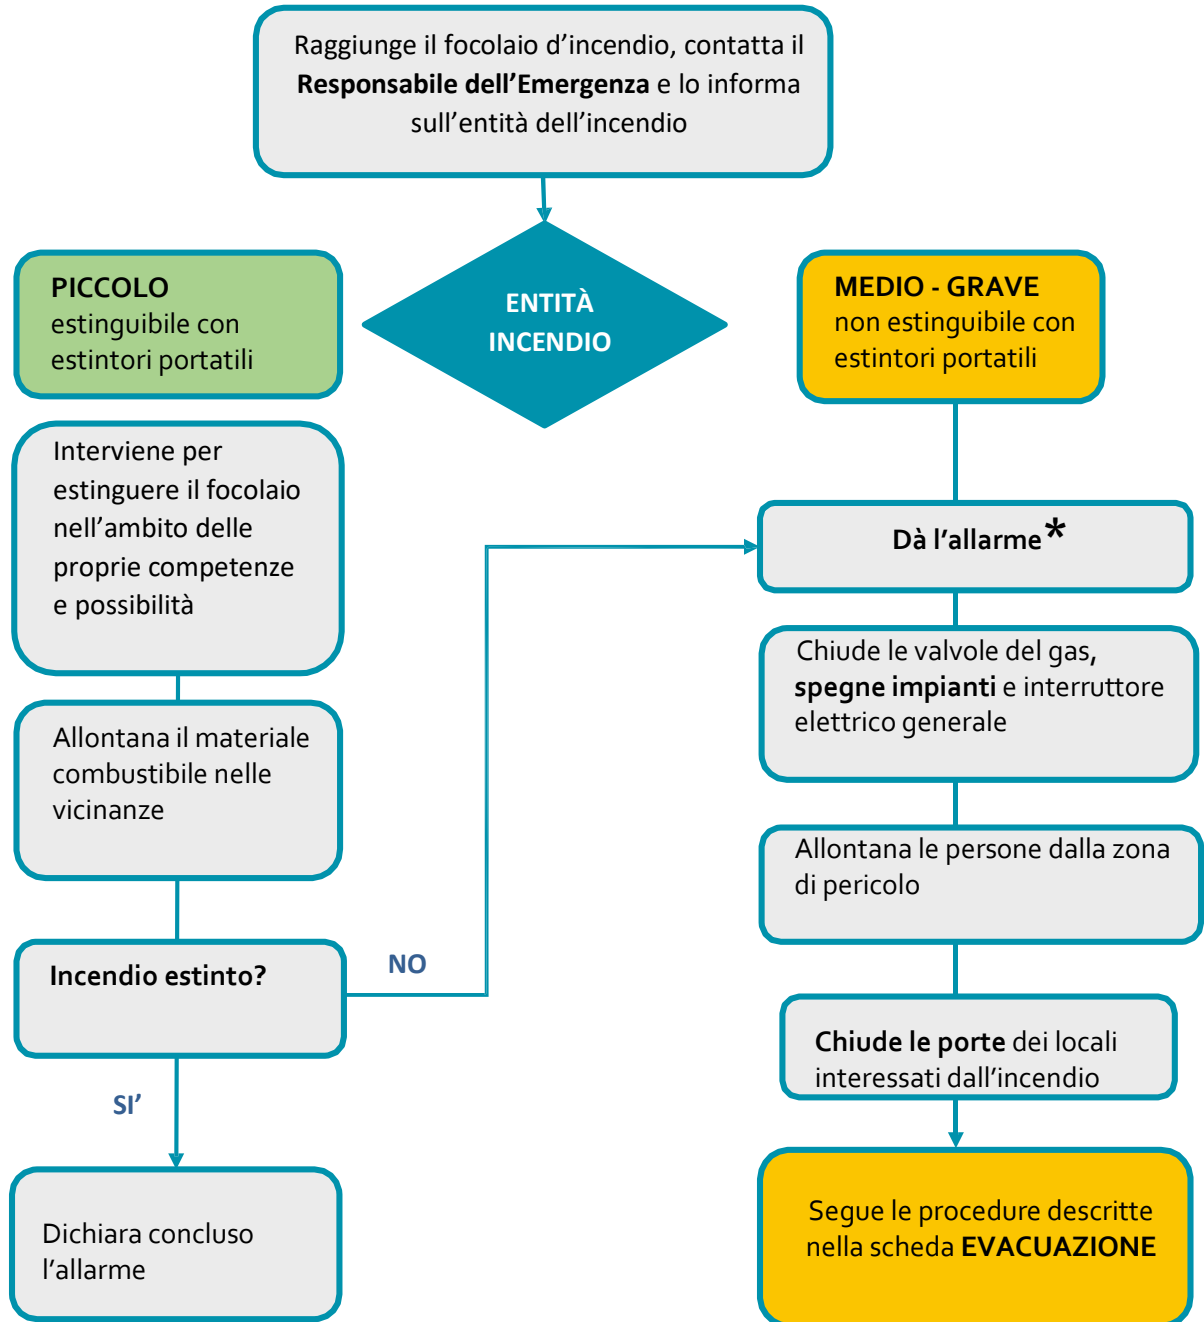 Raggiunge il focolaio d’incendio, contatta il
Responsabile dell’Emergenza e lo informa
sull’entità dell’incendio
ENTITÀ
INCENDIO
PICCOLO
estinguibile con
estintori portatili
Interviene per
estinguere il focolaio
nell’ambito delle
proprie competenze
e possibilità
Allontana il materiale
combustibile nelle
vicinanze
Incendio estinto?
NO
SI’
Dichiara concluso
l’allarme
MEDIO - GRAVE
non estinguibile con
estintori portatili
Dà l’allarme*
Chiude le valvole del gas,
spegne impianti e interruttore
elettrico generale
Allontana le persone dalla zona
di pericolo
Chiude le porte dei locali
interessati dall’incendio
Segue le procedure descritte
nella scheda EVACUAZIONE